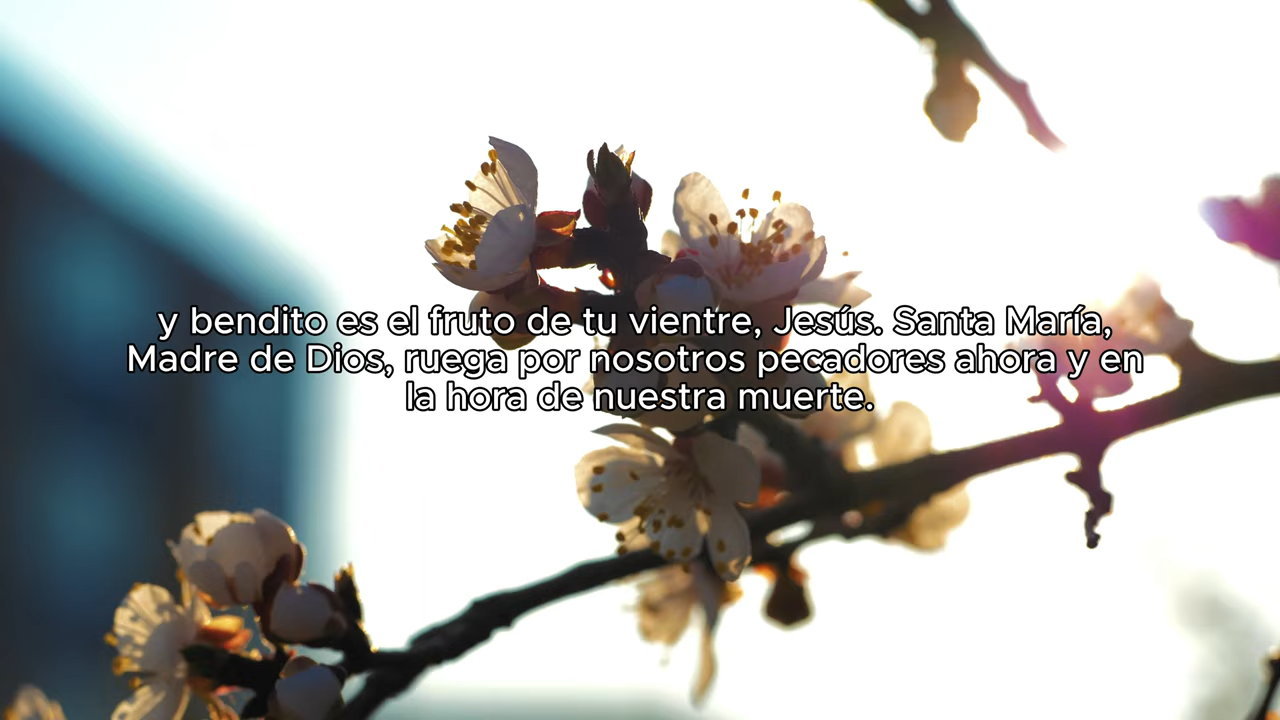 y bendito es el fruto de tu vientre, Jesús. Santa María,
Madre de Dios, ruega por nosotros pecadores ahora y en
la hora de nuestra muerte.